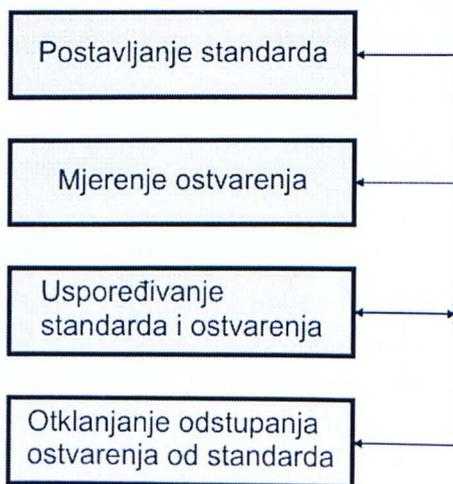 Postavljanje standarda
Mjerenje ostvarenja
Uspoređivanje
standarda i ostvarenja
Otklanjanje odstupanja
ostvarenja od standarda